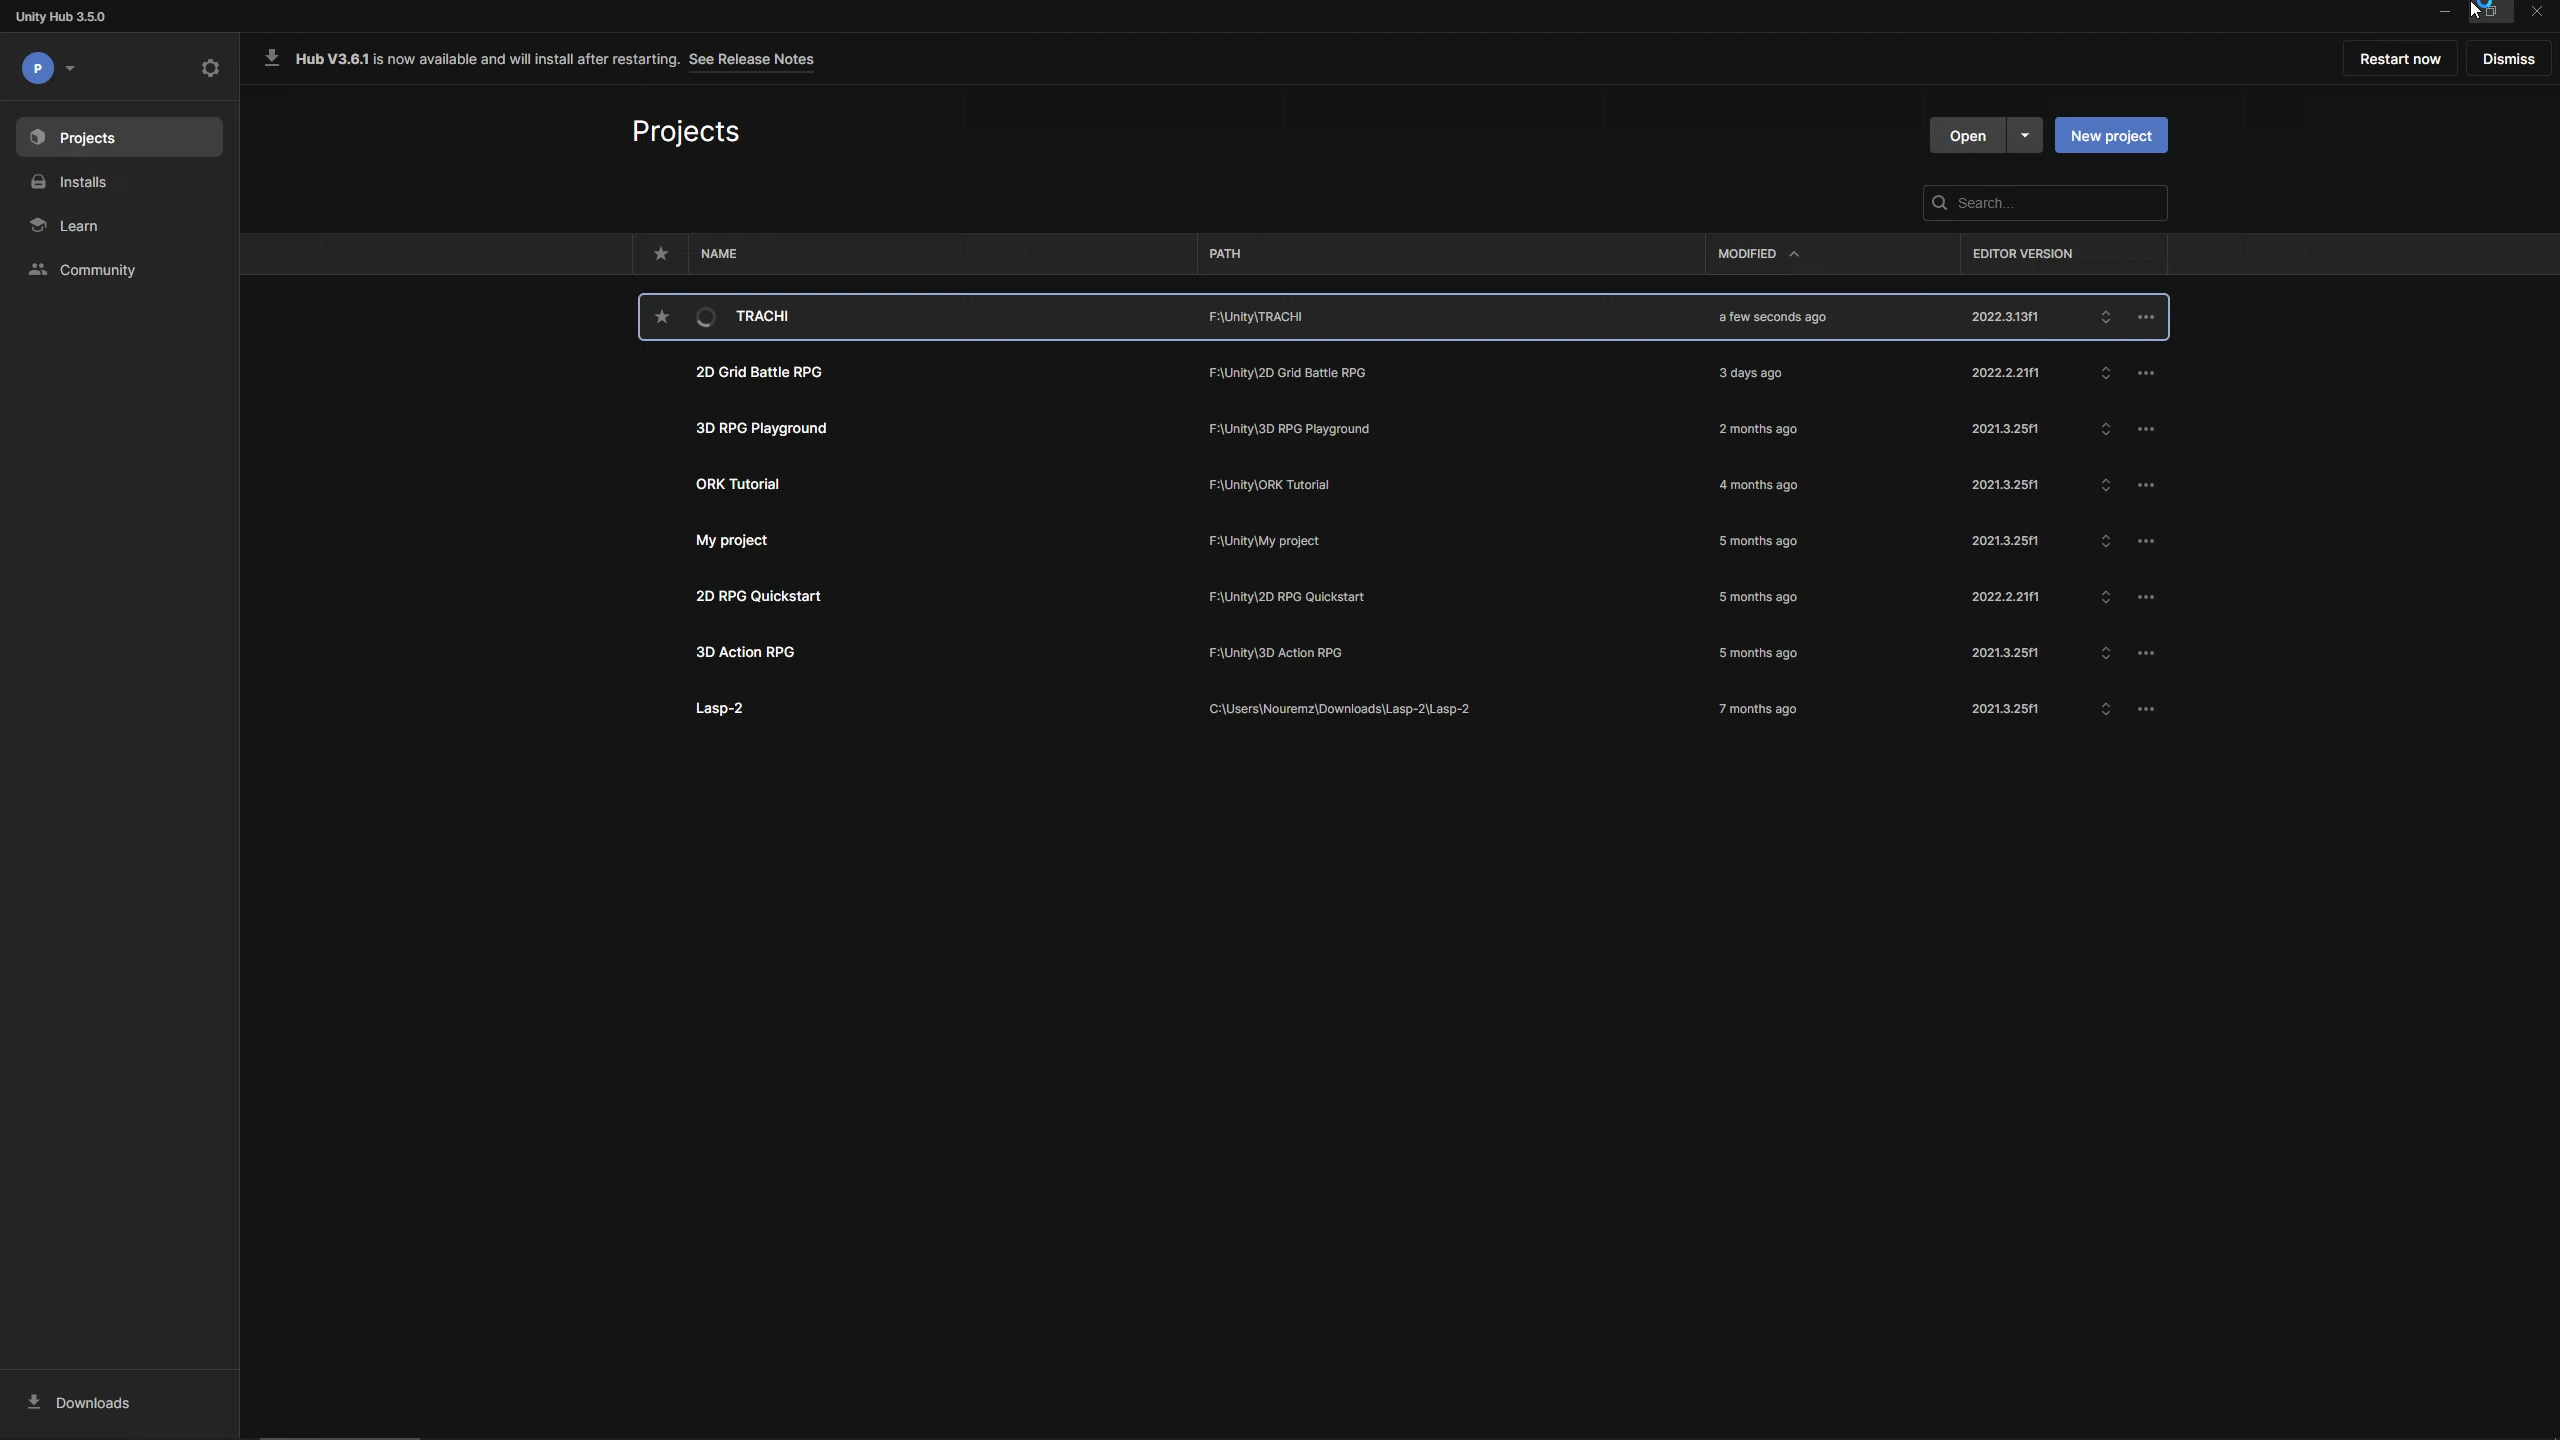 Unity Hub 3.5.0
P
Hub V3.6.1 is now available and will install after restarting. See Release Notes
Restart now
Dismiss
Projects
Installs
Learn
Community
Projects
Open
New project
Search...
NAME PATH MODIFIED EDITOR VERSION
TRACHI F:\Unity\TRACHI a few seconds ago 2022.3.13f1
2D Grid Battle RPG F:\Unity\2D Grid Battle RPG 3 days ago 2022.2.21f1
3D RPG Playground F:\Unity\3D RPG Playground 2 months ago 2021.3.25f1
ORK Tutorial F:\Unity\ORK Tutorial 4 months ago 2021.3.25f1
My project F:\Unity\My project 5 months ago 2021.3.25f1
2D RPG Quickstart F:\Unity\2D RPG Quickstart 5 months ago 2022.2.21f1
3D Action RPG F:\Unity\3D Action RPG 5 months ago 2021.3.25f1
Lasp-2 C:\Users\Nouremz\Downloads\Lasp-2\Lasp-2 7 months ago 2021.3.25f1
Downloads